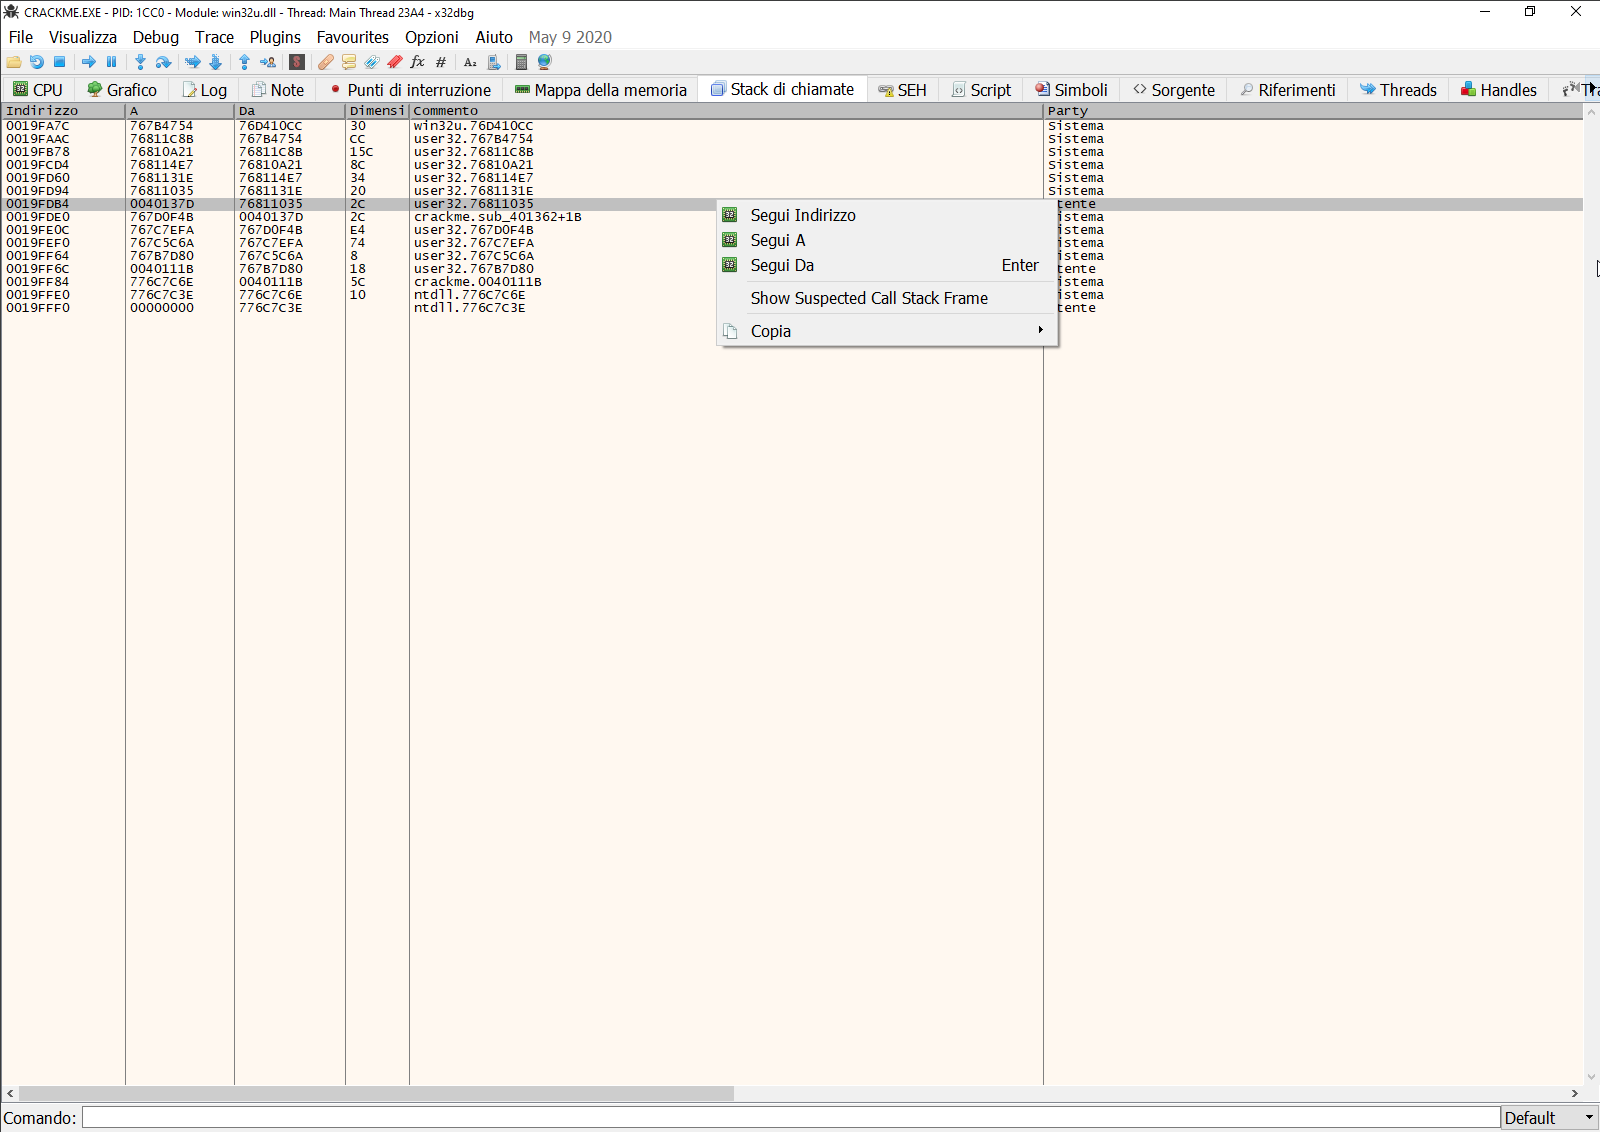 CRACKME.EXE - PID: 1CC0 - Module: win32u.dll - Thread: Main Thread 23A4 - x32dbg
File Visualizza Debug Trace Plugins Favourites Opzioni Aiuto May 9 2020
CPU Grafico Log Note Punti di interruzione Mappa della memoria Stack di chiamate SEH Script Simboli Sorgente Riferimenti Threads Handles
Indirizzo A Da Dimensi Commento Party
0019FA7C 767B4754 76D410CC 30 win32u.76D410CC Sistema
0019FAAC 76811C8B 767B4754 CC user32.767B4754 Sistema
0019FB78 76810A21 76811C8B 15C user32.76811C8B Sistema
0019FCD4 768114E7 76810A21 8C user32.76810A21 Sistema
0019FD60 7681131E 768114E7 34 user32.768114E7 Sistema
0019FD94 76811035 7681131E 20 user32.7681131E Sistema
0019FDB4 0040137D 76811035 2C user32.76811035 tente
0019FDE0 767D0F4B 0040137D 2C crackme.sub_401362+1B istema
0019FE0C 767C7EFA 767D0F4B E4 user32.767D0F4B istema
0019FEF0 767C5C6A 767C7EFA 74 user32.767C7EFA istema
0019FF64 767B7D80 767C5C6A 8 user32.767C5C6A istema
0019FF6C 0040111B 767B7D80 18 user32.767B7D80 tente
0019FF84 776C7C6E 0040111B 5C crackme.0040111B istema
0019FFE0 776C7C3E 776C7C6E 10 ntdll.776C7C6E istema
0019FFF0 00000000 776C7C3E ntdll.776C7C3E tente
Segui Indirizzo
Segui A
Segui Da Enter
Show Suspected Call Stack Frame
Copia
Comando: Default